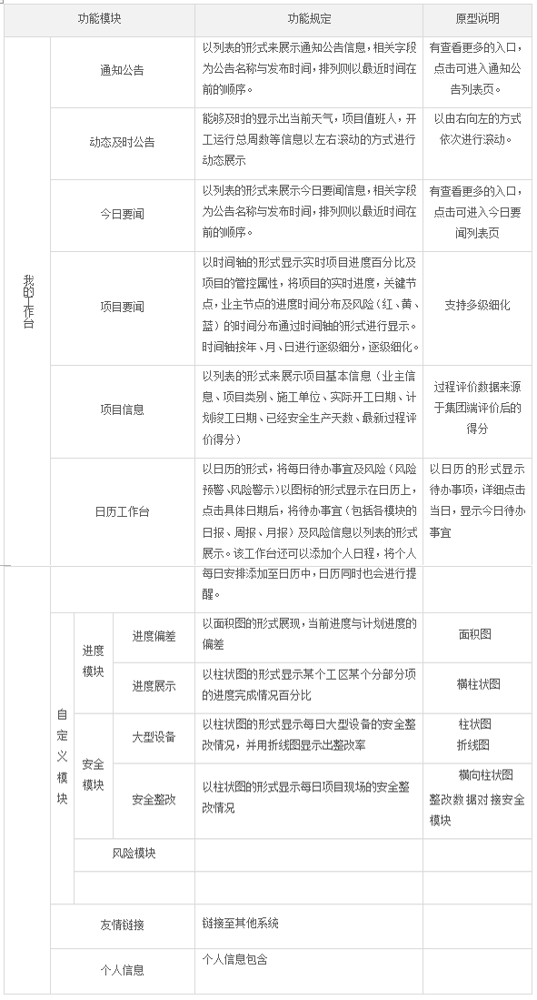 功能模块 功能规定 原型说明
我的工作台
通知公告
以列表的形式来展示通知公告信息，相关字段
为公告名称与发布时间，排列则以最近时间在
前的顺序。
有查看更多的入口，
点击可进入通知公
告列表页。
动态及时公告
能够及时的显示出当前天气，项目值班人，开
工运行总周数等信息以左右滚动的方式进行
动态展示
以由右向左的方式
依次进行滚动。
今日要闻
以列表的形式来展示今日要闻信息，相关字段
为公告名称与发布时间，排列则以最近时间在
前的顺序。
有查看更多的入口，
点击可进入今日要
闻列表页
项目要闻
以时间轴的形式显示实时项目进度百分比及
项目的管控属性，将项目的实时进度，关键节
点，业主节点的进度时间分布及风险（红、黄、
蓝）的时间分布通过时间轴的形式进行显示。
时间轴按年、月、日进行逐级细分，逐级细化。
支持多级细化
项目信息
以列表的形式来展示项目基本信息（业主信
息、项目类别、施工单位、实际开工日期、计
划竣工日期、已经安全生产天数、最新过程评
价得分）
过程评价数据来源
于集团端评价后的
得分
日历工作台
以日历的形式，将每日待办事宜及风险（风险
预警、风险警示）以图标的形式显示在日历上，
点击具体日期后，将待办事宜（包括各模块的
日报、周报、月报）及风险信息以列表的形式
展示。该工作台还可以添加个人日程，将个人
每日安排添加至日历中，日历同时也会进行提
醒。
以日历的形式显示
待办事项，详细点击
当日，显示今日待办
事宜
自定义模块
进度
模块
进度偏差
以面积图的形式展现，当前进度与计划进度的
偏差
面积图
进度展示
以柱状图的形式显示某个工区某个分部分项
的进度完成情况百分比
横柱状图
安全
模块
大型设备
以柱状图的形式显示每日大型设备的安全整
改情况，并用折线图显示出整改率
柱状图
折线图
安全整改
以柱状图的形式显示每日项目现场的安全整
改情况
横向柱状图
整改数据对接安全
模块
风险模块
友情链接
链接至其他系统
个人信息
个人信息包含